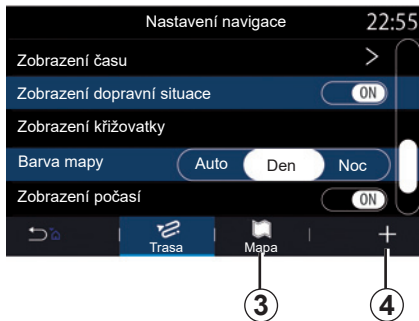 Nastavení navigace 22:55
Zobrazení času
Zobrazení dopravní situace ON
Zobrazení křižovatky
Barva mapy Auto Den Noc
Zobrazení počasí ON
Trasa Mapa
3 4